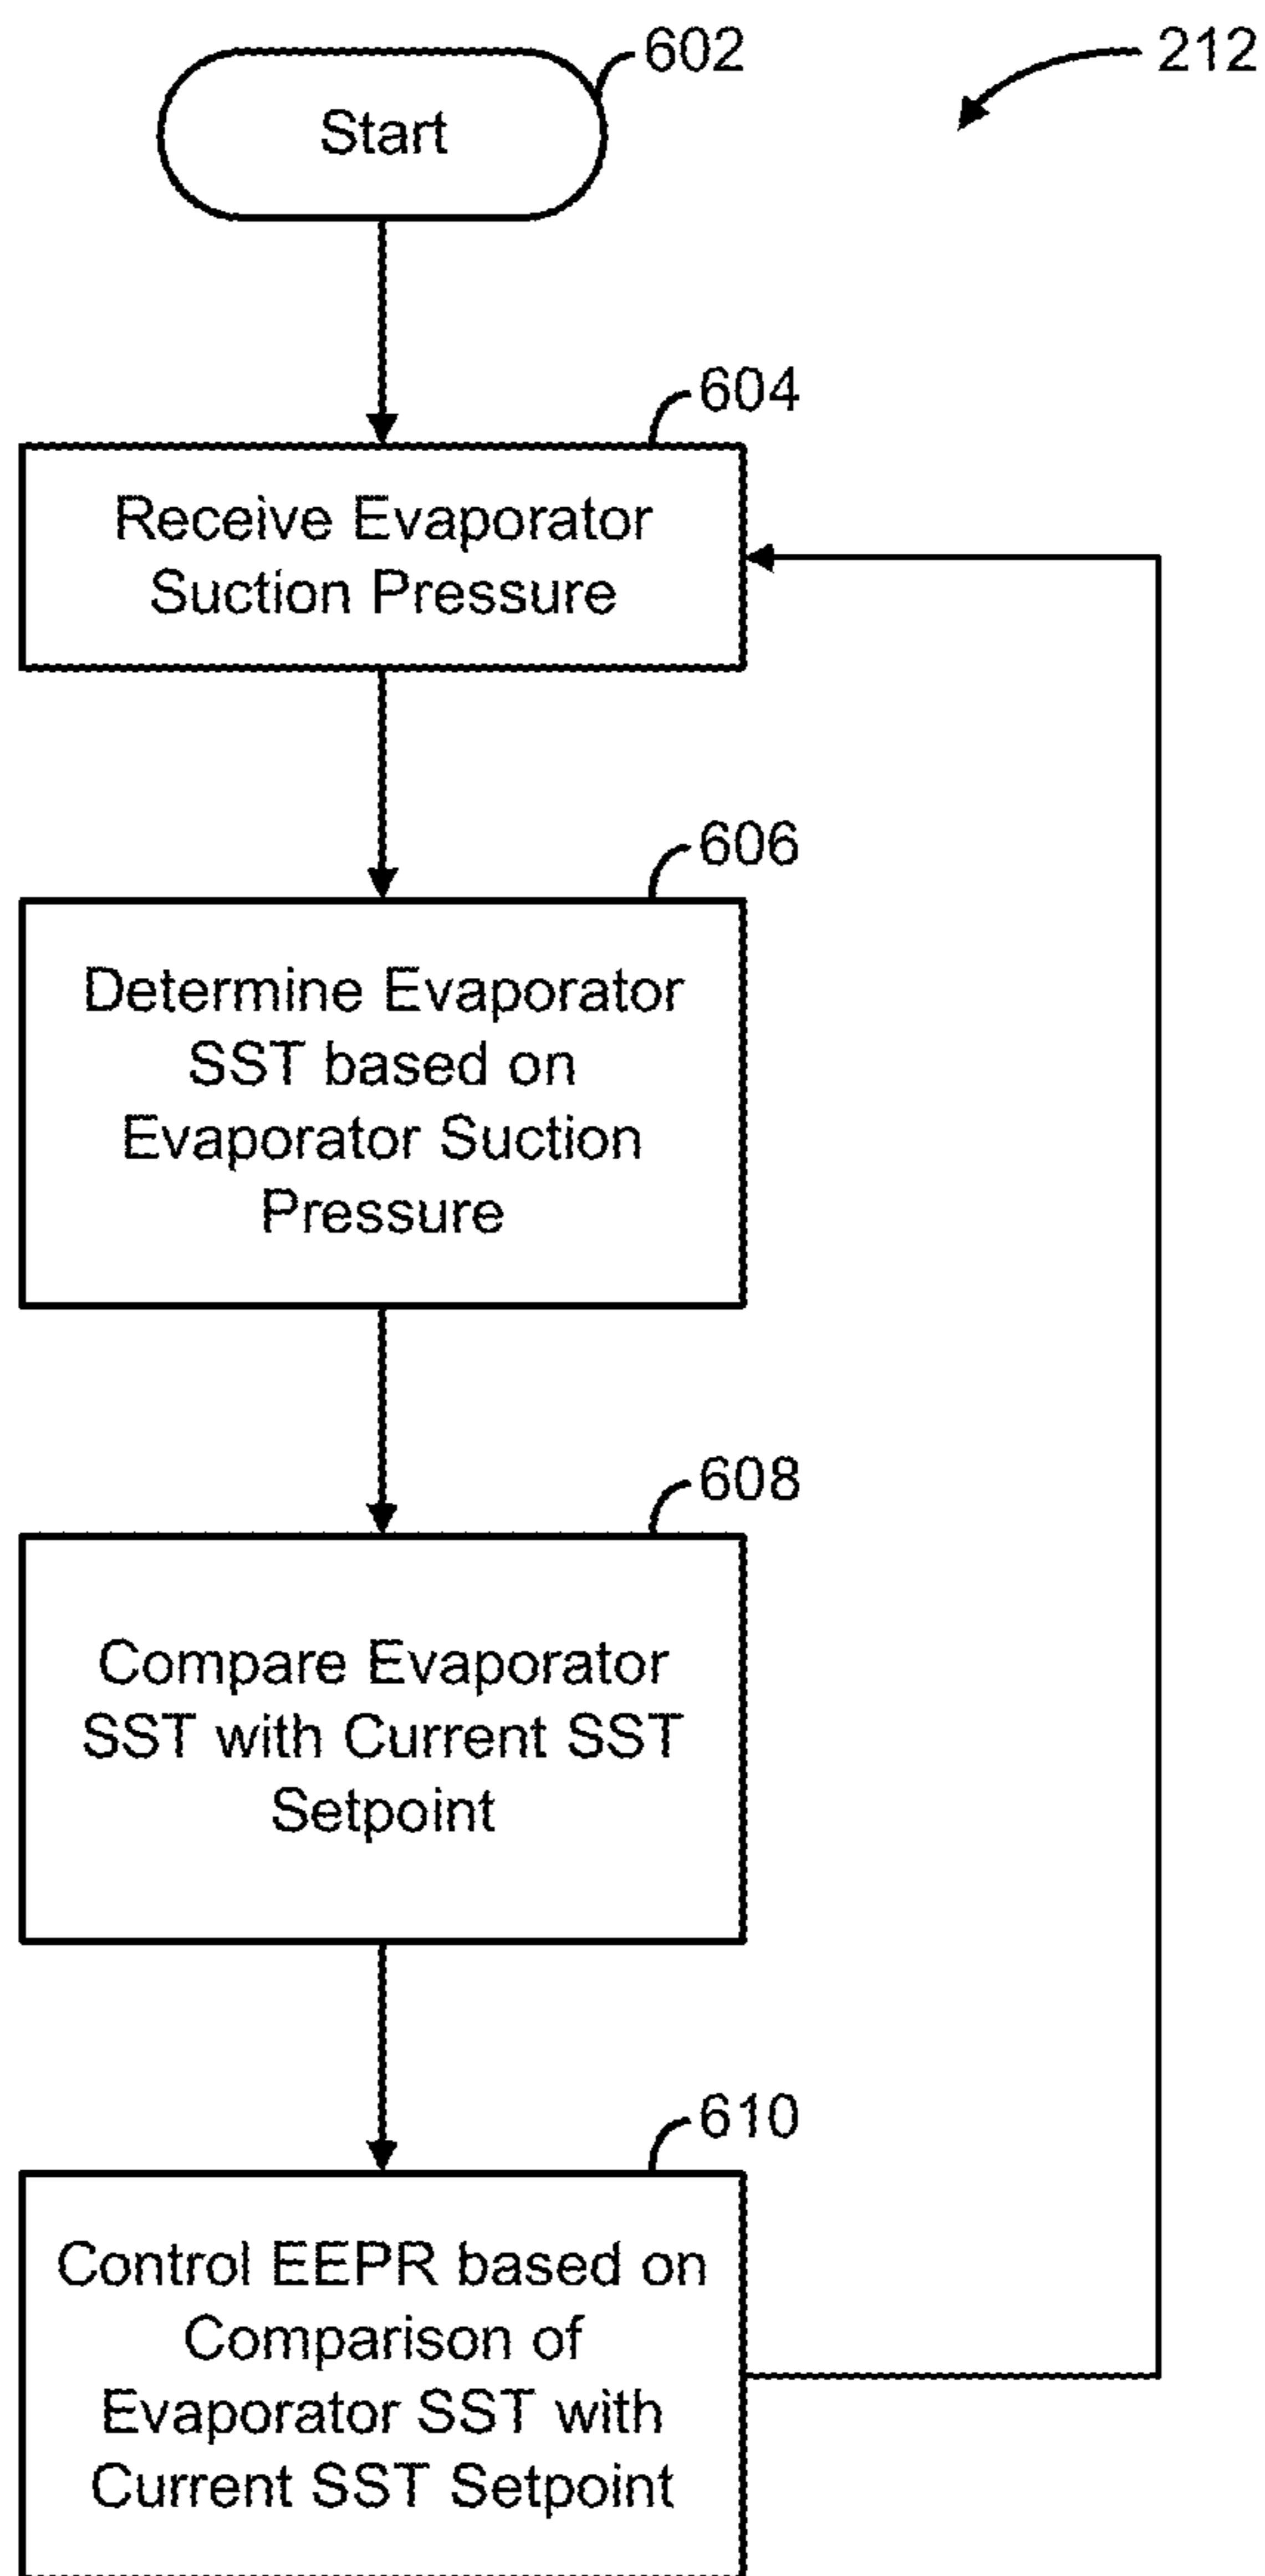 602
212
Start
604
Receive Evaporator
Suction Pressure
606
Determine Evaporator
SST based on
Evaporator Suction
Pressure
608
Compare Evaporator
SST with Current SST
Setpoint
610
Control EEPR based on
Comparison of
Evaporator SST with
Current SST Setpoint